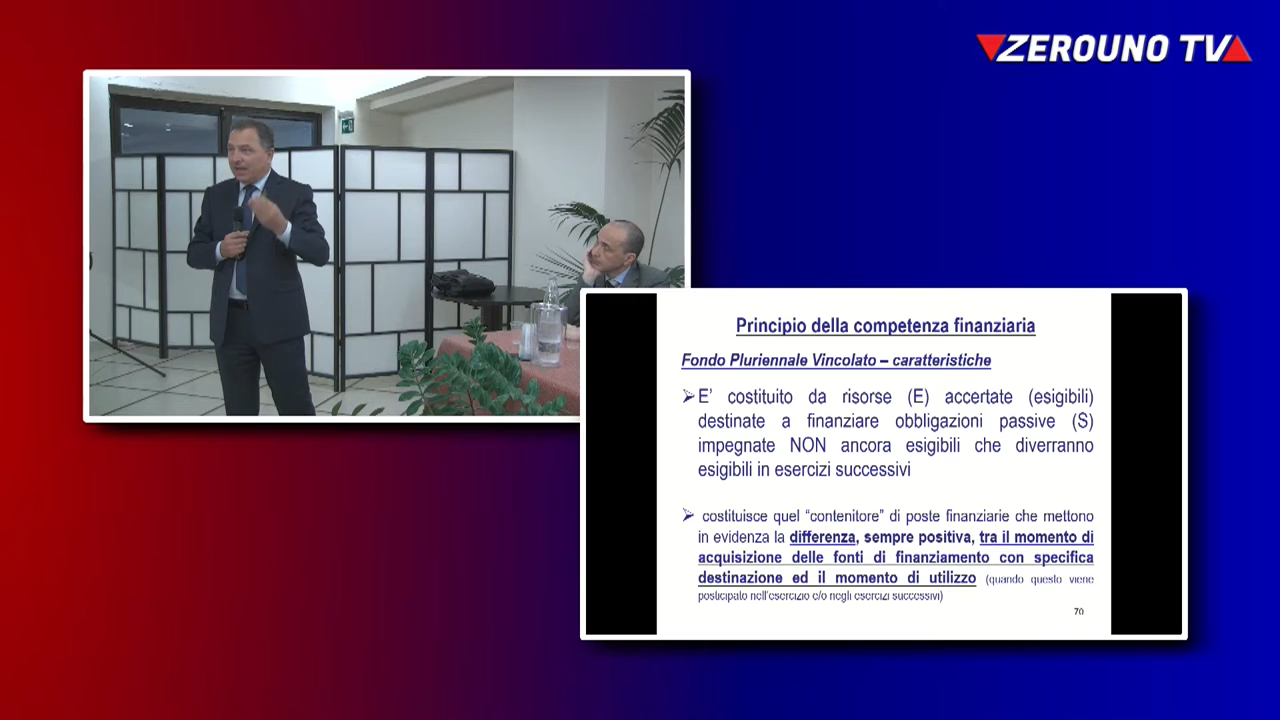 ZEROUNO TV
Principio della competenza finanziaria
Fondo Pluriennale Vincolato – caratteristiche
➢E’ costituito da risorse (E) accertate (esigibili)
destinate a finanziare obbligazioni passive (S)
impegnate NON ancora esigibili che diverranno
esigibili in esercizi successivi
➢ costituisce quel “contenitore” di poste finanziarie che mettono
in evidenza la differenza, sempre positiva, tra il momento di
acquisizione delle fonti di finanziamento con specifica
destinazione ed il momento di utilizzo (quando questo viene
posticipato nell’esercizio e/o negli esercizi successivi)
70